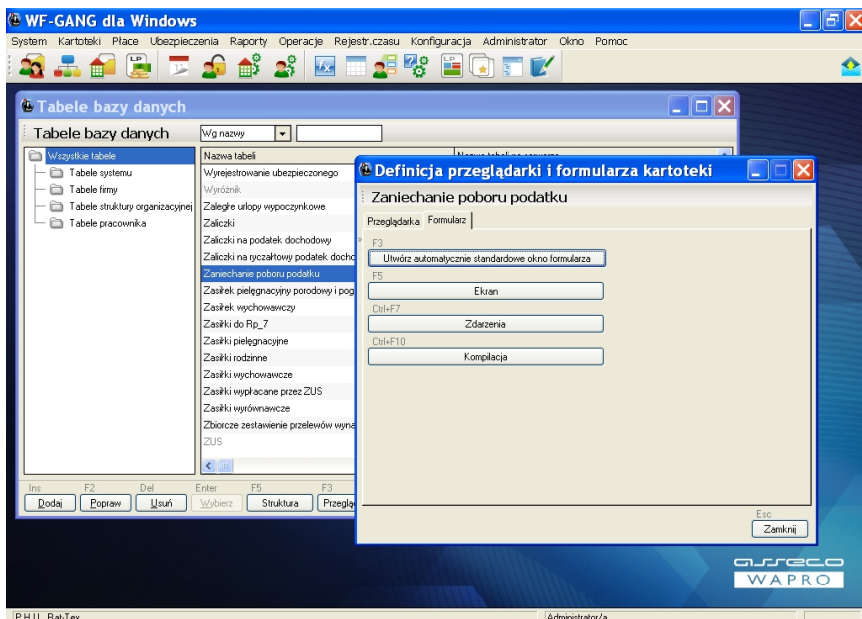 WF-GANG dla Windows
System Kartoteki Płace Ubezpieczenia Raporty Operacje Rejestr.czasu Konfiguracja Administrator Okno Pomoc
Tabele bazy danych
Tabele bazy danych
Wg nazwy
Wszystkie tabele
Tabele systemu
Tabele firmy
Tabele struktury organizacyjnej
Tabele pracownika
Nazwa tabeli
Wyrejestrowanie ubezpieczonego
Wyróżnik
Zaległe urlopy wypoczynkowe
Zaliczki
Zaliczki na podatek dochodowy
Zaliczki na ryczałtowy podatek docho
Zaniechanie poboru podatku
Zasiłek pielęgnacyjny porodowy i pog
Zasiłek wychowawczy
Zasiłki do Rp_7
Zasiłki pielęgnacyjne
Zasiłki rodzinne
Zasiłki wychowawcze
Zasiłki wypłacane przez ZUS
Zasiłki wyrównawcze
Zbiorcze zestawienie przelewów wyna
ZUS
Ins F2 Del Enter F5 F3
Dodaj Popraw Usuń Wybierz Struktura Przeglą
Definicja przeglądarki i formularza kartoteki
Zaniechanie poboru podatku
Przeglądarka Formularz
F3
Utwórz automatycznie standardowe okno formularza
F5
Ekran
Ctrl+F7
Zdarzenia
Ctrl+F10
Kompilacja
Esc
Zamknij
asseco
WAPRO
P.H.U. Bat-Tex Administrator/a